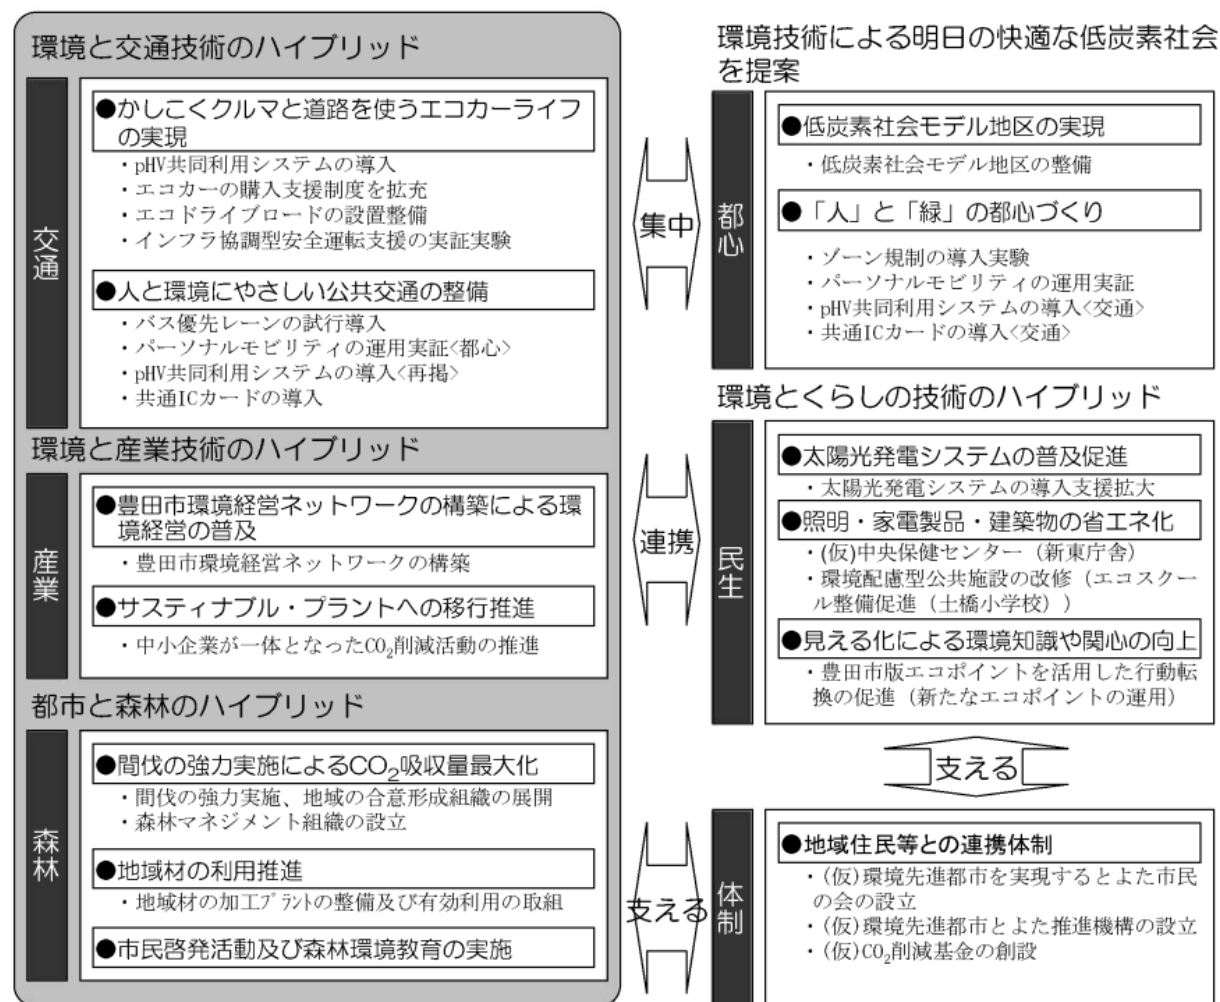 環境と交通技術のハイブリッド
交通
●かしこくクルマと道路を使うエコカーライフ
の実現
・pHV共同利用システムの導入
・エコカーの購入支援制度を拡充
・エコドライブロードの設置整備
・インフラ協調型安全運転支援の実証実験
●人と環境にやさしい公共交通の整備
・バス優先レーンの試行導入
・パーソナルモビリティの運用実証<都心>
・pHV共同利用システムの導入<再掲>
・共通ICカードの導入
環境と産業技術のハイブリッド
産業
●豊田市環境経営ネットワークの構築による環
境経営の普及
・豊田市環境経営ネットワークの構築
●サスティナブル・プラントへの移行推進
・中小企業が一体となったCO₂削減活動の推進
都市と森林のハイブリッド
森林
●間伐の強力実施によるCO₂吸収量最大化
・間伐の強力実施、地域の合意形成組織の展開
・森林マネジメント組織の設立
●地域材の利用推進
・地域材の加工ﾌﾟﾗﾝﾄの整備及び有効利用の取組
●市民啓発活動及び森林環境教育の実施
集中
連携
支える
環境技術による明日の快適な低炭素社会
を提案
都心
●低炭素社会モデル地区の実現
・低炭素社会モデル地区の整備
●「人」と「緑」の都心づくり
・ゾーン規制の導入実験
・パーソナルモビリティの運用実証
・pHV共同利用システムの導入<交通>
・共通ICカードの導入<交通>
環境とくらしの技術のハイブリッド
民生
●太陽光発電システムの普及促進
・太陽光発電システムの導入支援拡大
●照明・家電製品・建築物の省エネ化
・(仮)中央保健センター（新東庁舎）
・環境配慮型公共施設の改修（エコスクー
ル整備促進（土橋小学校））
●見える化による環境知識や関心の向上
・豊田市版エコポイントを活用した行動転
換の促進（新たなエコポイントの運用）
支える
体制
●地域住民等との連携体制
・(仮)環境先進都市を実現するとよた市民
の会の設立
・(仮)環境先進都市とよた推進機構の設立
・(仮)CO₂削減基金の創設